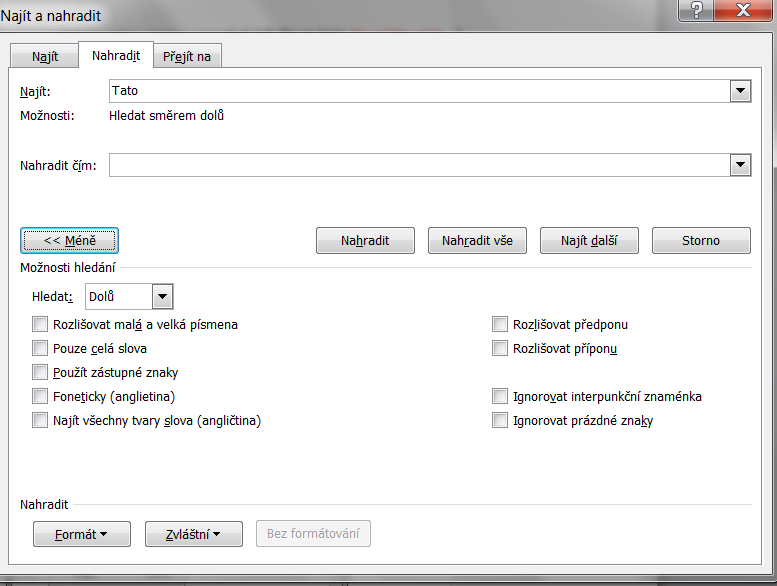 Najít a nahradit
Najít
Nahradit
Přejít na
Najít: Tato
Možnosti: Hledat směrem dolů
Nahradit čím:
<< Méně
Nahradit
Nahradit vše
Najít další
Storno
Možnosti hledání
Hledat: Dolů
Rozlišovat malá a velká písmena
Pouze celá slova
Použít zástupné znaky
Foneticky (anglietina)
Najít všechny tvary slova (angličtina)
Rozlišovat předponu
Rozlišovat příponu
Ignorovat interpunkční znaménka
Ignorovat prázdné znaky
Nahradit
Formát
Zvláštní
Bez formátování